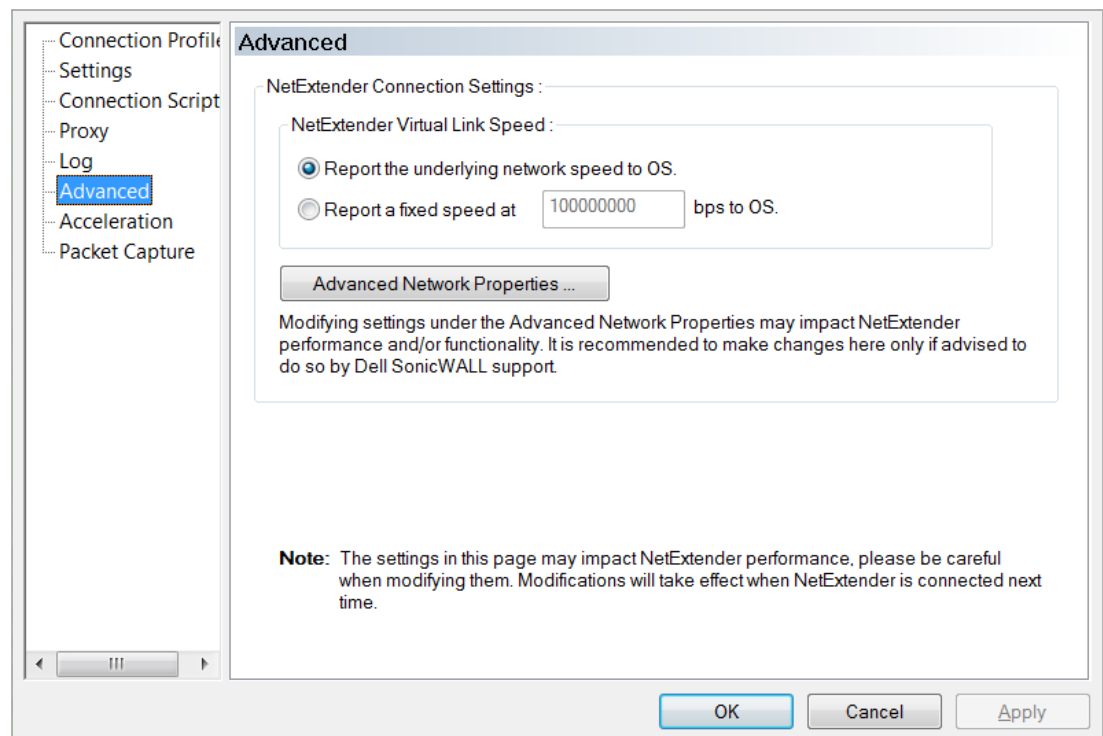 Connection Profile
Settings
Connection Script
Proxy
Log
Advanced
Acceleration
Packet Capture
Advanced
NetExtender Connection Settings :
NetExtender Virtual Link Speed :
Report the underlying network speed to OS.
Report a fixed speed at 100000000 bps to OS.
Advanced Network Properties ...
Modifying settings under the Advanced Network Properties may impact NetExtender
performance and/or functionality. It is recommended to make changes here only if advised to
do so by Dell SonicWALL support.
Note: The settings in this page may impact NetExtender performance, please be careful
when modifying them. Modifications will take effect when NetExtender is connected next
time.
OK Cancel Apply